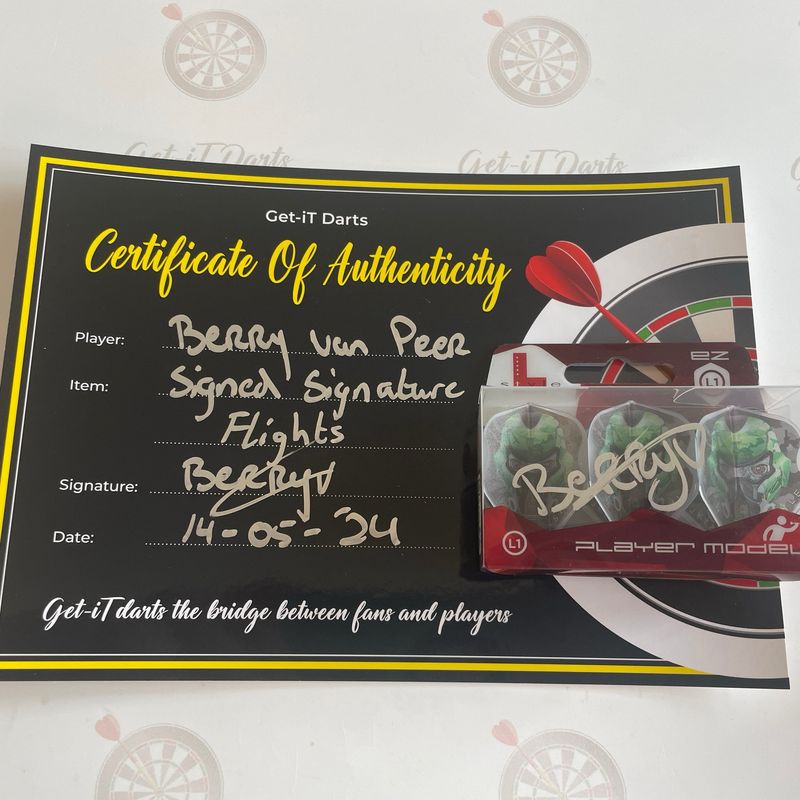 Get-iT Darts
Get-iT Darts
Get-iT Darts
Certificate Of Authenticity
Player: Berry van Peer
Item: Signed Signature
Flights
Signature: BerryV
Date: 14-05-'24
Get-iT darts the bridge between fans and players
L
EZ
L1
BerryV
L1
PLAYER MODEL